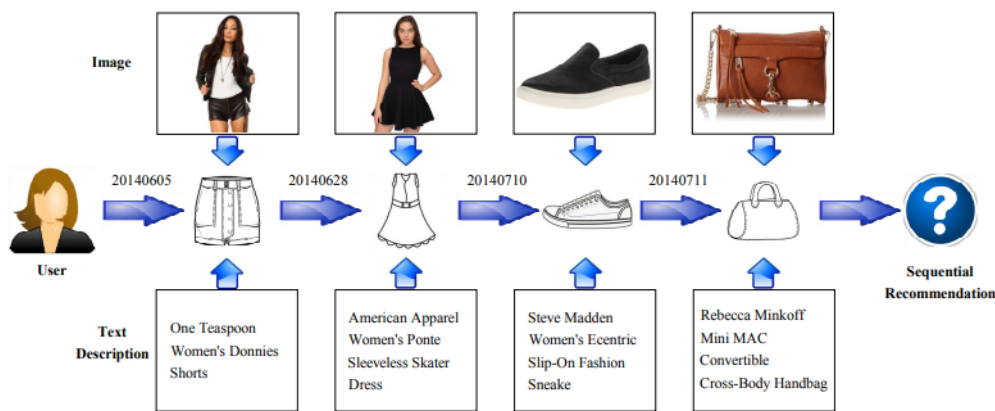 Image
20140605
20140628
20140710
20140711
?
User
Sequential
Recommendation
Text
Description
One Teaspoon
Women's Donnies
Shorts
American Apparel
Women's Ponte
Sleeveless Skater
Dress
Steve Madden
Women's Ecentric
Slip-On Fashion
Sneake
Rebecca Minkoff
Mini MAC
Convertible
Cross-Body Handbag